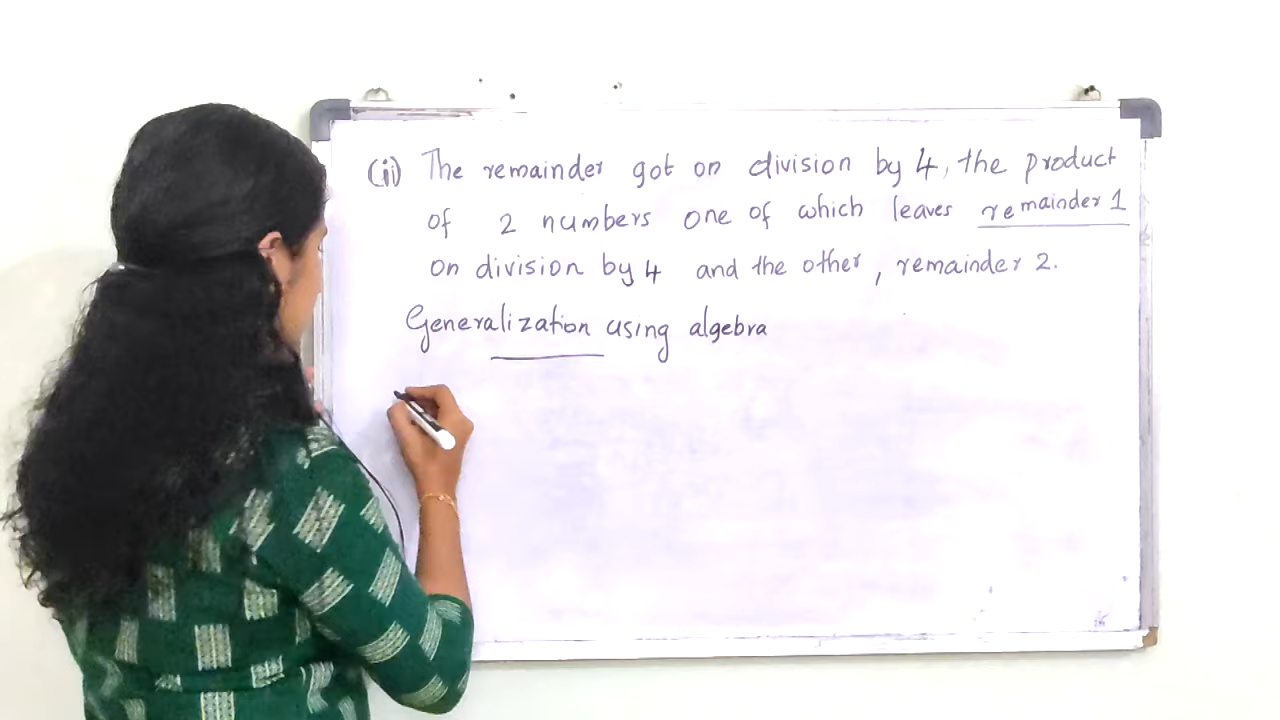 (ii) The remainder got on division by 4, the product
of 2 numbers one of which leaves remainder 1
on division by 4 and the other, remainder 2.
Generalization using algebra